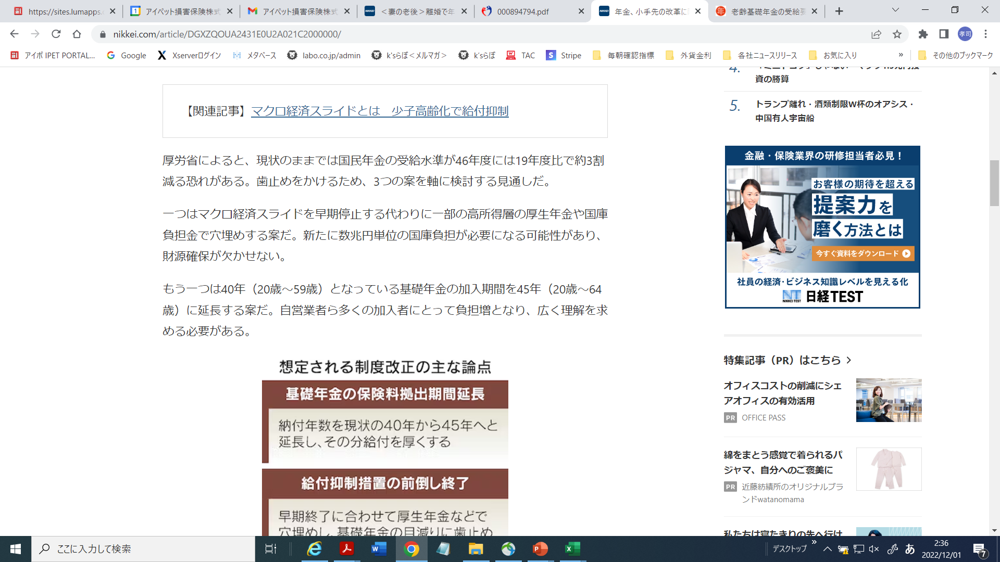 https://sites.lumapps.c
アイペット損害保険株式
アイペット損害保険株式
＜妻の老後＞離婚で年
000894794.pdf
年金、小手先の改革に
老齢基礎年金の受給要
nikkei.com/article/DGXZQOUA2431E0U2A021C2000000/
孝司
アイポ IPET PORTAL...
Google
Xserverログイン
メタベース
labo.co.jp/admin
k'sらぼ＜メルマガ＞
k'sらぼ
TAC
Stripe
毎朝確認指標
外貨金利
各社ニュースリリース
お気に入り
»
その他のブックマーク
【関連記事】マクロ経済スライドとは　少子高齢化で給付抑制
厚労省によると、現状のままでは国民年金の受給水準が46年度には19年度比で約3割
減る恐れがある。歯止めをかけるため、3つの案を軸に検討する見通しだ。
一つはマクロ経済スライドを早期停止する代わりに一部の高所得層の厚生年金や国庫
負担金で穴埋めする案だ。新たに数兆円単位の国庫負担が必要になる可能性があり、
財源確保が欠かせない。
もう一つは40年（20歳～59歳）となっている基礎年金の加入期間を45年（20歳～64
歳）に延長する案だ。自営業者ら多くの加入者にとって負担増となり、広く理解を求
める必要がある。
想定される制度改正の主な論点
基礎年金の保険料拠出期間延長
納付年数を現状の40年から45年へと
延長し、その分給付を厚くする
給付抑制措置の前倒し終了
早期終了に合わせて厚生年金などで
穴埋めし、基礎年金の目減りに歯止め
4.
資の勝算
5.
トランプ離れ・酒類制限W杯のオアシス・
中国有人宇宙船
金融・保険業界の研修担当者必見！
お客様の期待を超える
提案力を
磨く方法とは
今すぐ資料をダウンロード
社員の経済・ビジネス知識レベルを見える化
NT
NIKKEI TEST
日経TEST
特集記事（PR）はこちら
オフィスコストの削減にシェ
アオフィスの有効活用
PR OFFICE PASS
綿をまとう感覚で着られるパ
ジャマ、自分へのご褒美に
PR 近藤紡績所のオリジナルブラ
ンドwatanomama
私たちは寝たきりの先へ行け
ここに入力して検索
デスクトップ
»
あ
2:36
2022/12/01
7